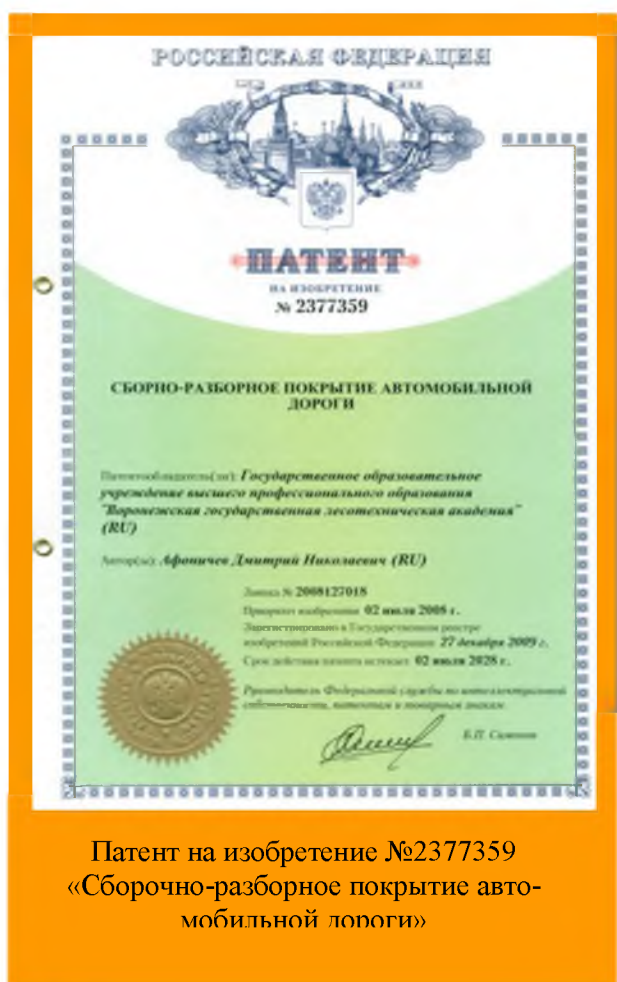 РОССИЙСКАЯ ФЕДЕРАЦИЯ
ПАТЕНТ
НА ИЗОБРЕТЕНИЕ
№ 2377359
СБОРНО-РАЗБОРНОЕ ПОКРЫТИЕ АВТОМОБИЛЬНОЙ
ДОРОГИ
Патентообладатель(ли): Государственное образовательное
учреждение высшего профессионального образования
"Воронежская государственная лесотехническая академия"
(RU)
Автор(ы): Афоничев Дмитрий Николаевич (RU)
Заявка № 2008127018
Приоритет изобретения 02 июля 2008 г.
Зарегистрировано в Государственном реестре
изобретений Российской Федерации 27 декабря 2009 г.
Срок действия патента истекает 02 июля 2028 г.
Руководитель Федеральной службы по интеллектуальной
собственности, патентам и товарным знакам
Б.П. Симонов
Патент на изобретение №2377359
«Сборочно-разборное покрытие авто-
мобильной дороги»